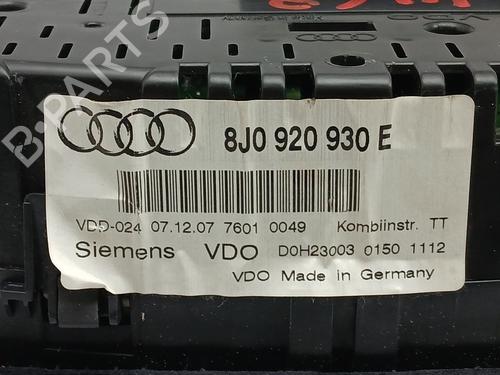 B-PARTS
VDO
8J0 920 930 E
VDD-024 07.12.07 7601 0049 Kombiinstr. TT
Siemens VDO D0H23003 0150 1112
VDO Made in Germany